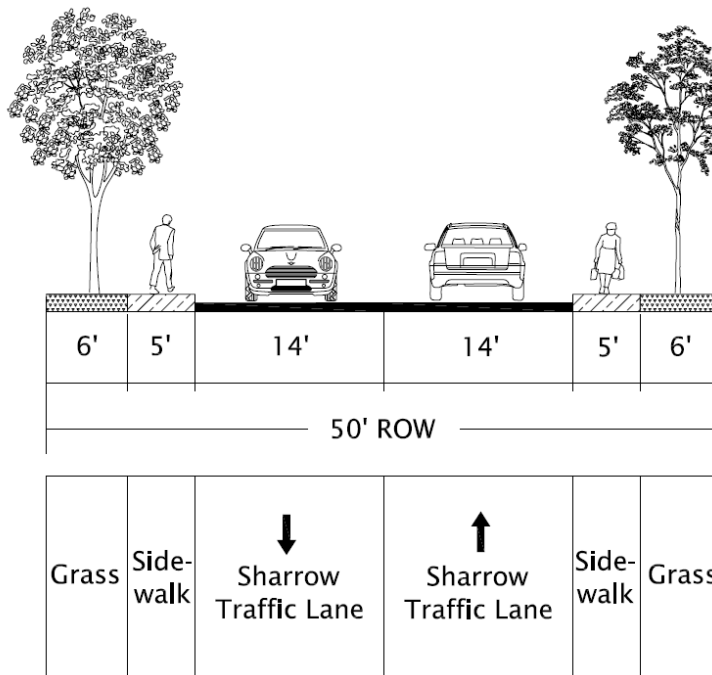 6' 5' 14' 14' 5' 6'
50' ROW
Grass
Side-
walk
Sharrow
Traffic Lane
Sharrow
Traffic Lane
Side-
walk
Grass